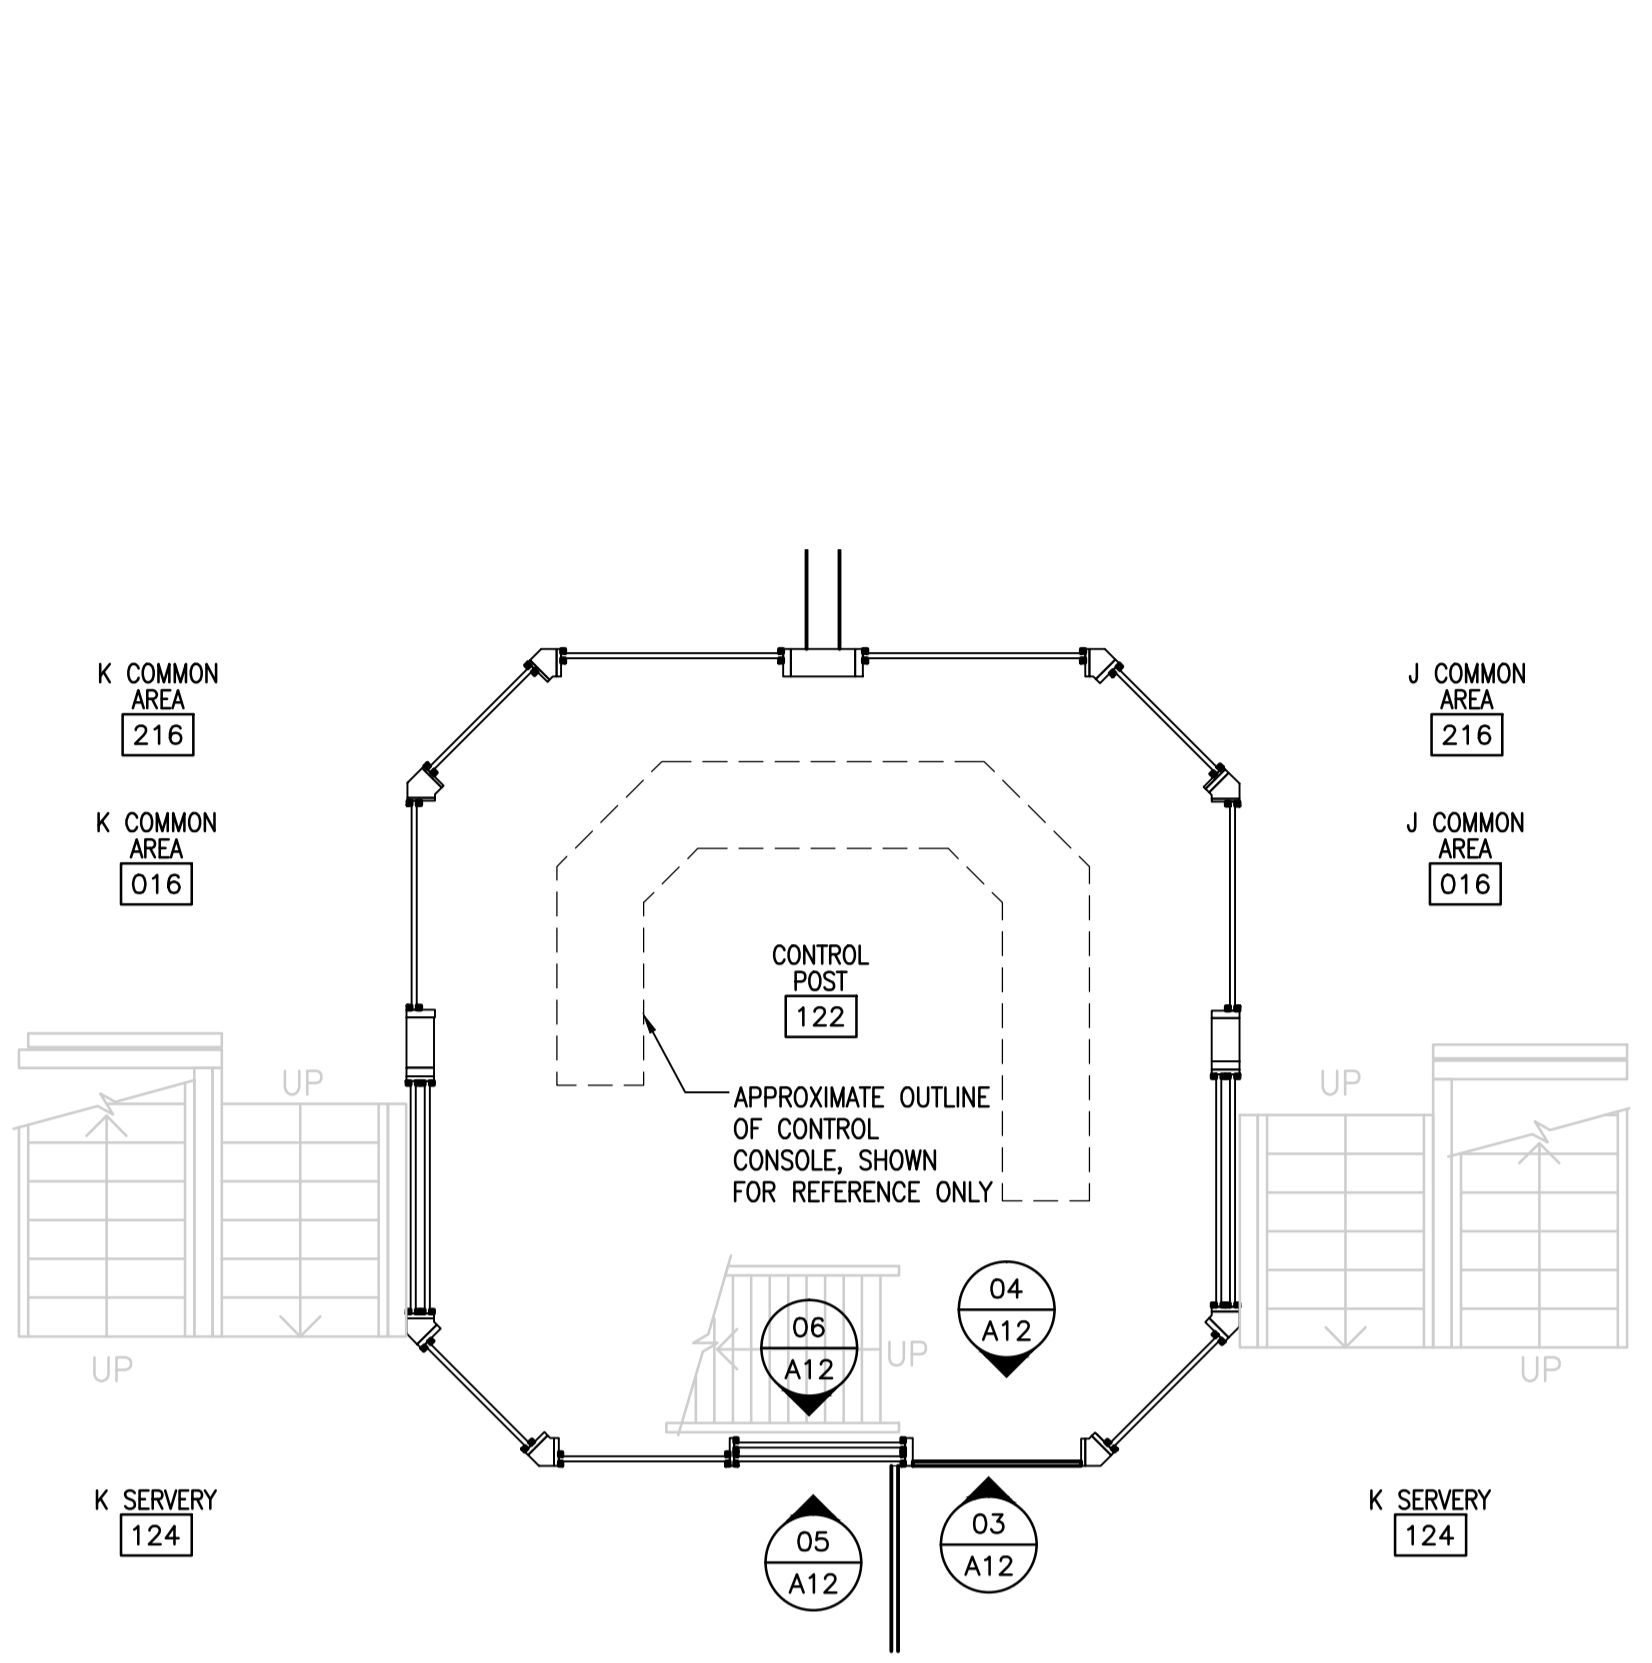 K COMMON
AREA
216
J COMMON
AREA
216
K COMMON
AREA
016
J COMMON
AREA
016
CONTROL
POST
122
UP
UP
APPROXIMATE OUTLINE
OF CONTROL
CONSOLE, SHOWN
FOR REFERENCE ONLY
04
A12
06
A12
UP
UP
UP
K SERVERY
124
K SERVERY
124
03
A12
05
A12